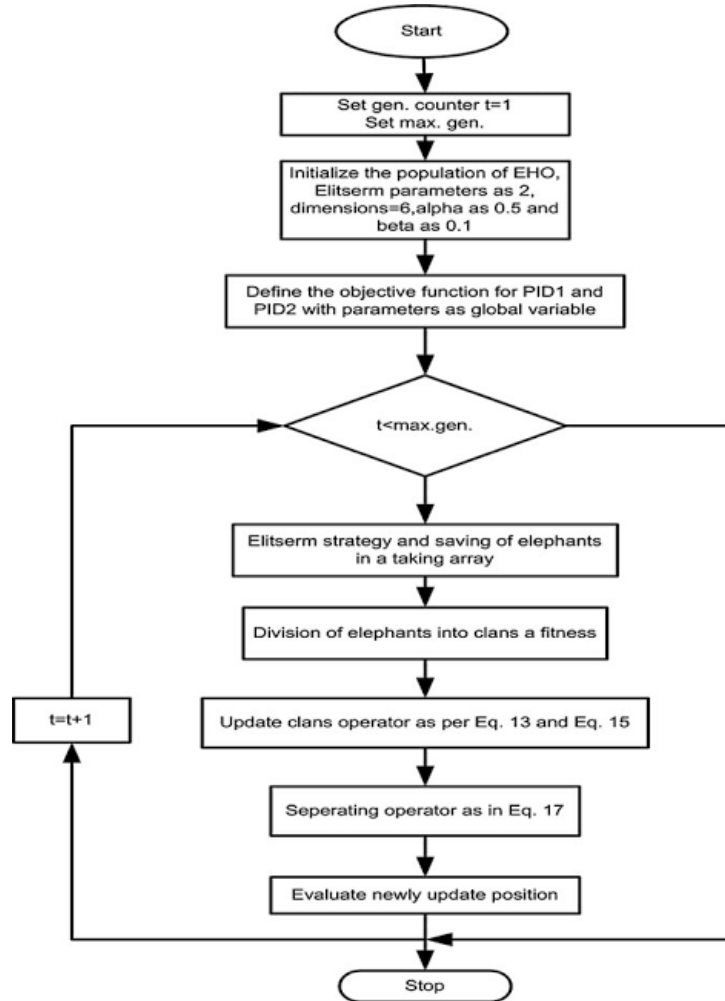 Start
Set gen. counter t=1
Set max. gen.
Initialize the population of EHO,
Elitserm parameters as 2,
dimensions=6,alpha as 0.5 and
beta as 0.1
Define the objective function for PID1 and
PID2 with parameters as global variable
t<max.gen.
Elitserm strategy and saving of elephants
in a taking array
Division of elephants into clans a fitness
t=t+1
Update clans operator as per Eq. 13 and Eq. 15
Seperating operator as in Eq. 17
Evaluate newly update position
Stop